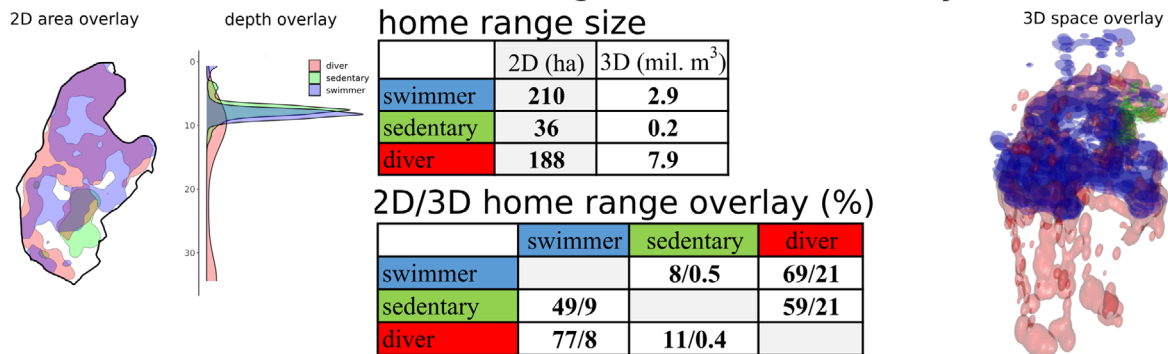 2D area overlay
depth overlay
0
10
20
30
diver
sedentary
swimmer
home range size
2D (ha) 3D (mil. m³)
swimmer 210 2.9
sedentary 36 0.2
diver 188 7.9
2D/3D home range overlay (%)
swimmer sedentary diver
swimmer 8/0.5 69/21
sedentary 49/9 59/21
diver 77/8 11/0.4
3D space overlay